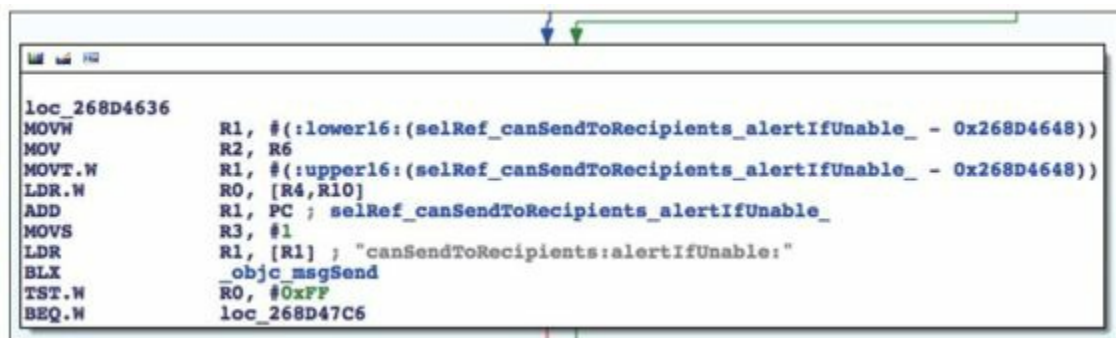 loc_268D4636
MOVW R1, #(:lower16:(selRef_canSendToRecipients_alertIfUnable_ - 0x268D4648))
MOV R2, R6
MOVT.W R1, #(:upper16:(selRef_canSendToRecipients_alertIfUnable_ - 0x268D4648))
LDR.W R0, [R4,R10]
ADD R1, PC ; selRef_canSendToRecipients_alertIfUnable_
MOVS R3, #1
LDR R1, [R1] ; "canSendToRecipients:alertIfUnable:"
BLX _objc_msgSend
TST.W R0, #0xFF
BEQ.W loc_268D47C6